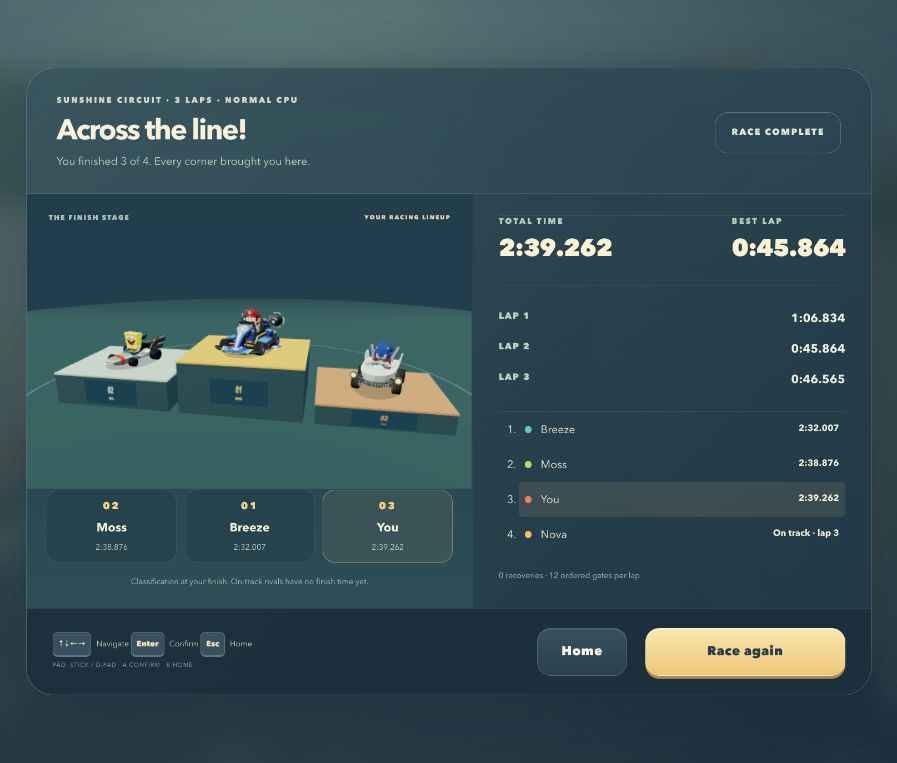 SUNSHINE CIRCUIT · 3 LAPS · NORMAL CPU
Across the line!
You finished 3 of 4. Every corner brought you here.
RACE COMPLETE
THE FINISH STAGE
YOUR RACING LINEUP
02
01
03
02
Moss
2:38.876
01
Breeze
2:32.007
03
You
2:39.262
Classification at your finish. On-track rivals have no finish time yet.
TOTAL TIME
2:39.262
BEST LAP
0:45.864
LAP 1 1:06.834
LAP 2 0:45.864
LAP 3 0:46.565
1. Breeze 2:32.007
2. Moss 2:38.876
3. You 2:39.262
4. Nova On track · lap 3
0 recoveries · 12 ordered gates per lap
↑↓←→ Navigate Enter Confirm Esc Home
PAD: STICK / D-PAD · A CONFIRM · B HOME
Home
Race again